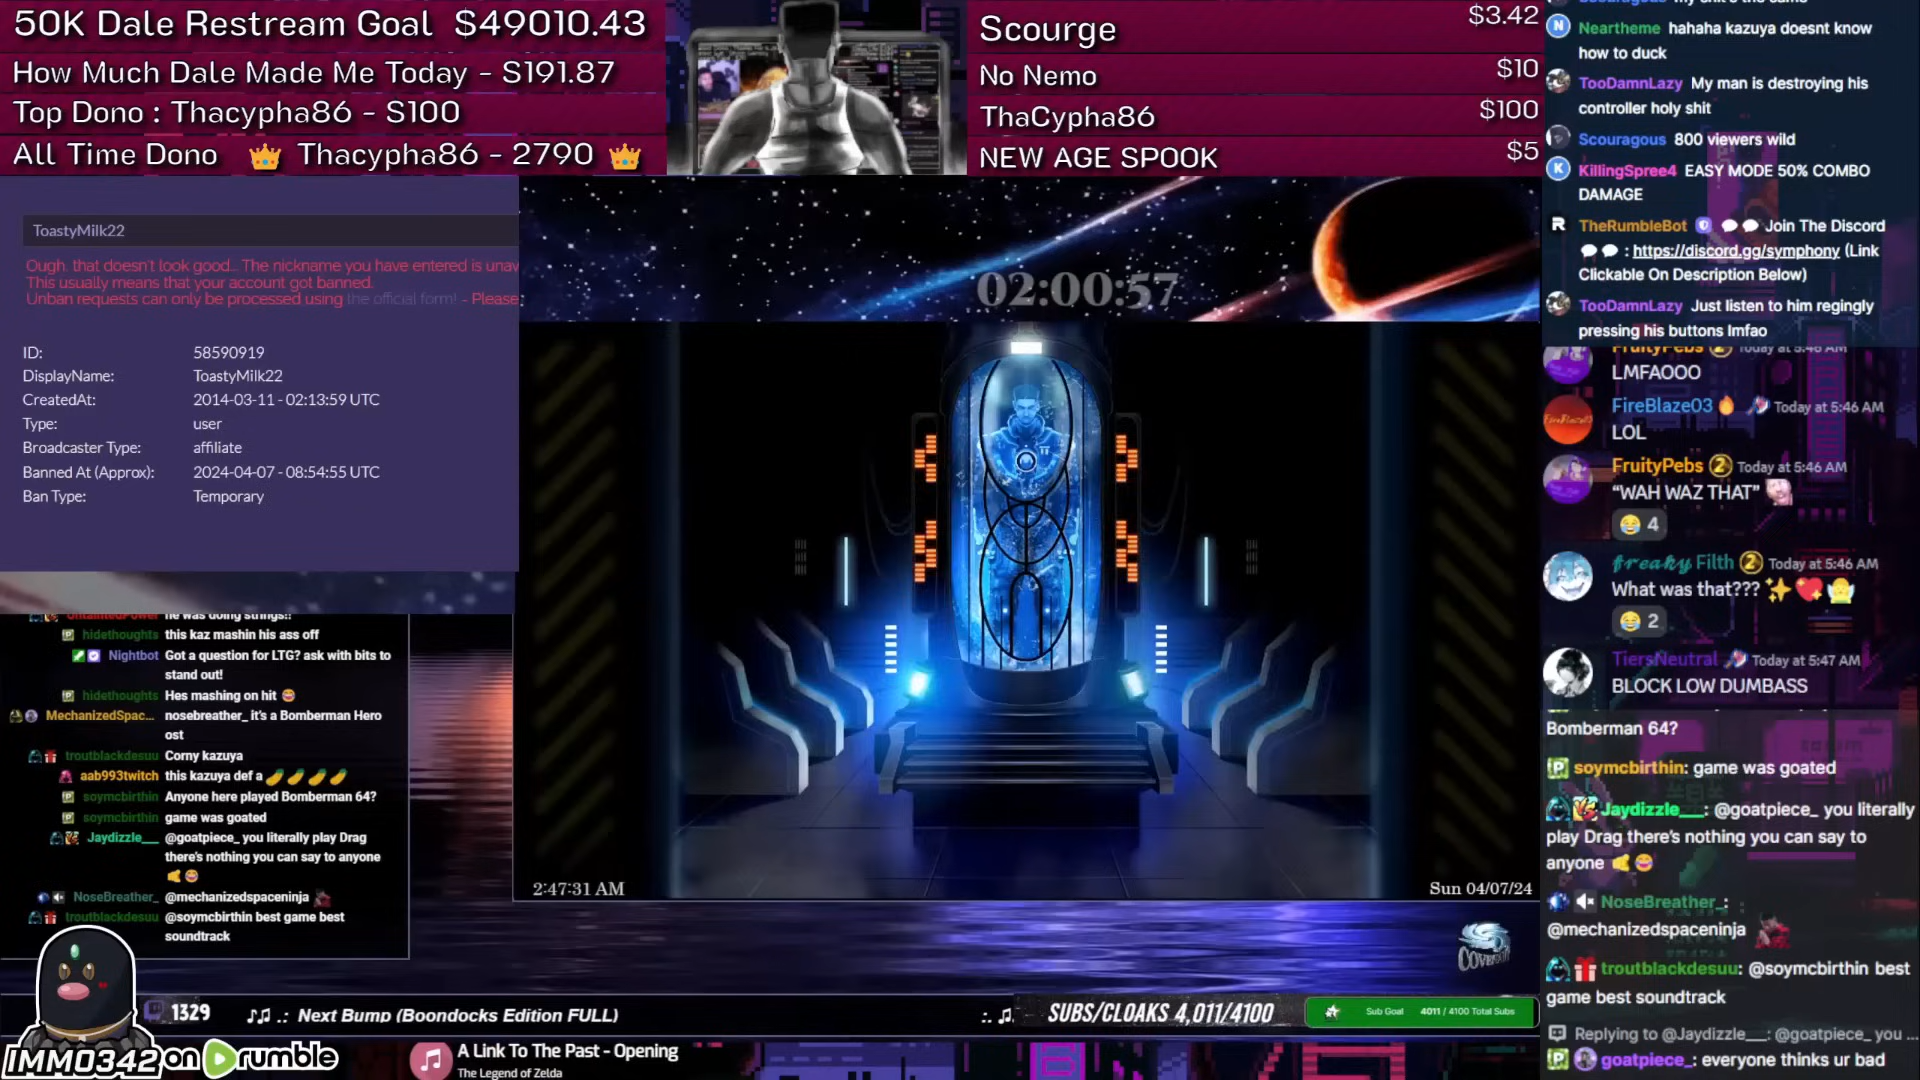 50K Dale Restream Goal $49010.43
How Much Dale Made Me Today - S191.87
Top Dono : Thacypha86 - S100
All Time Dono 👑 Thacypha86 - 2790 👑
Scourge $3.42
No Nemo $10
ThaCypha86 $100
NEW AGE SPOOK $5
Neartheme hahaha kazuya doesnt know
how to duck
TooDamnLazy My man is destroying his
controller holy shit
Scouragous 800 viewers wild
KillingSpree4 EASY MODE 50% COMBO
DAMAGE
TheRumbleBot Join The Discord
: https://discord.gg/symphony (Link
Clickable On Description Below)
TooDamnLazy Just listen to him regingly
pressing his buttons lmfao
ToastyMilk22
Ough. that doesn't look good... The nickname you have entered is unav
This usually means that your account got banned.
Unban requests can only be processed using the official form! - Please
ID: 58590919
DisplayName: ToastyMilk22
CreatedAt: 2014-03-11 - 02:13:59 UTC
Type: user
Broadcaster Type: affiliate
Banned At (Approx): 2024-04-07 - 08:54:55 UTC
Ban Type: Temporary
02:00:57
2:47:31 AM
Sun 04/07/24
FruityPebs 2 Today at 5:46 AM
LMFAOOO
FireBlaze03 🔥 Today at 5:46 AM
LOL
FruityPebs 2 Today at 5:46 AM
“WAH WAZ THAT”
😂 4
freaky Filth 2 Today at 5:46 AM
What was that??? ✨💖
😂 2
TiersNeutral Today at 5:47 AM
BLOCK LOW DUMBASS
he was doing strings!!
hidethoughts this kaz mashin his ass off
Nightbot Got a question for LTG? ask with bits to
stand out!
hidethoughts Hes mashing on hit 😂
MechanizedSpac... nosebreather_ it's a Bomberman Hero
ost
troutblackdesuu Corny kazuya
aab993twitch this kazuya def a 🥭🥭🥭🥭
soymcbirthin Anyone here played Bomberman 64?
soymcbirthin game was goated
Jaydizzle___ @goatpiece_ you literally play Drag
there's nothing you can say to anyone
🤙😂
NoseBreather_ @mechanizedspaceninja
troutblackdesuu @soymcbirthin best game best
soundtrack
Bomberman 64?
soymcbirthin: game was goated
Jaydizzle___: @goatpiece_ you literally
play Drag there's nothing you can say to
anyone 🤙😂
NoseBreather_:
@mechanizedspaceninja
troutblackdesuu: @soymcbirthin best
game best soundtrack
Replying to @Jaydizzle___: @goatpiece_ you ...
goatpiece_: everyone thinks ur bad
1329
♪♫ .: Next Bump (Boondocks Edition FULL) :. ♫
SUBS/CLOAKS 4,011/4100
Sub Goal 4011 / 4100 Total Subs
IMMO342 on rumble
A Link To The Past - Opening
The Legend of Zelda